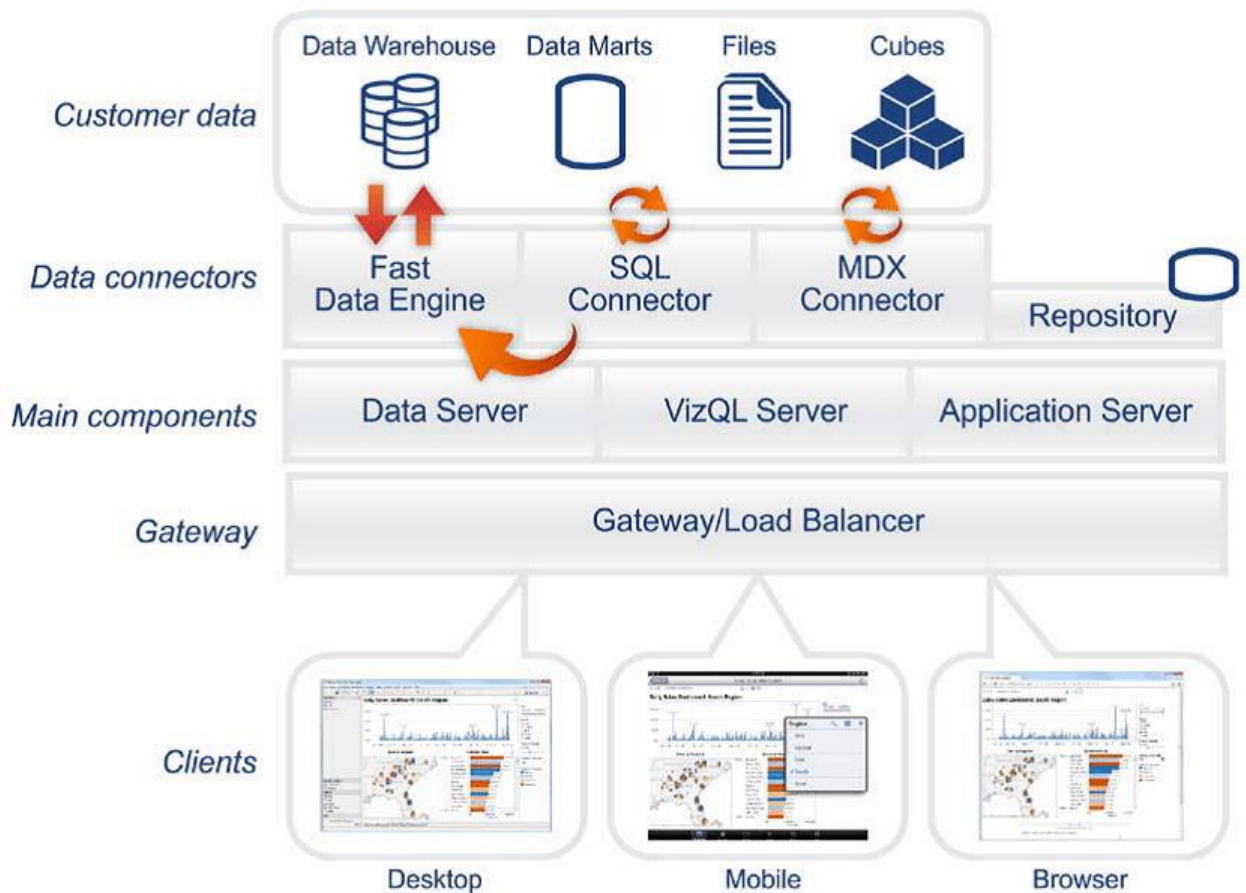 Data Warehouse
Data Marts
Files
Cubes
Customer data
Data connectors
Fast
Data Engine
SQL
Connector
MDX
Connector
Repository
Main components
Data Server
VizQL Server
Application Server
Gateway
Gateway/Load Balancer
Clients
Desktop
Mobile
Browser